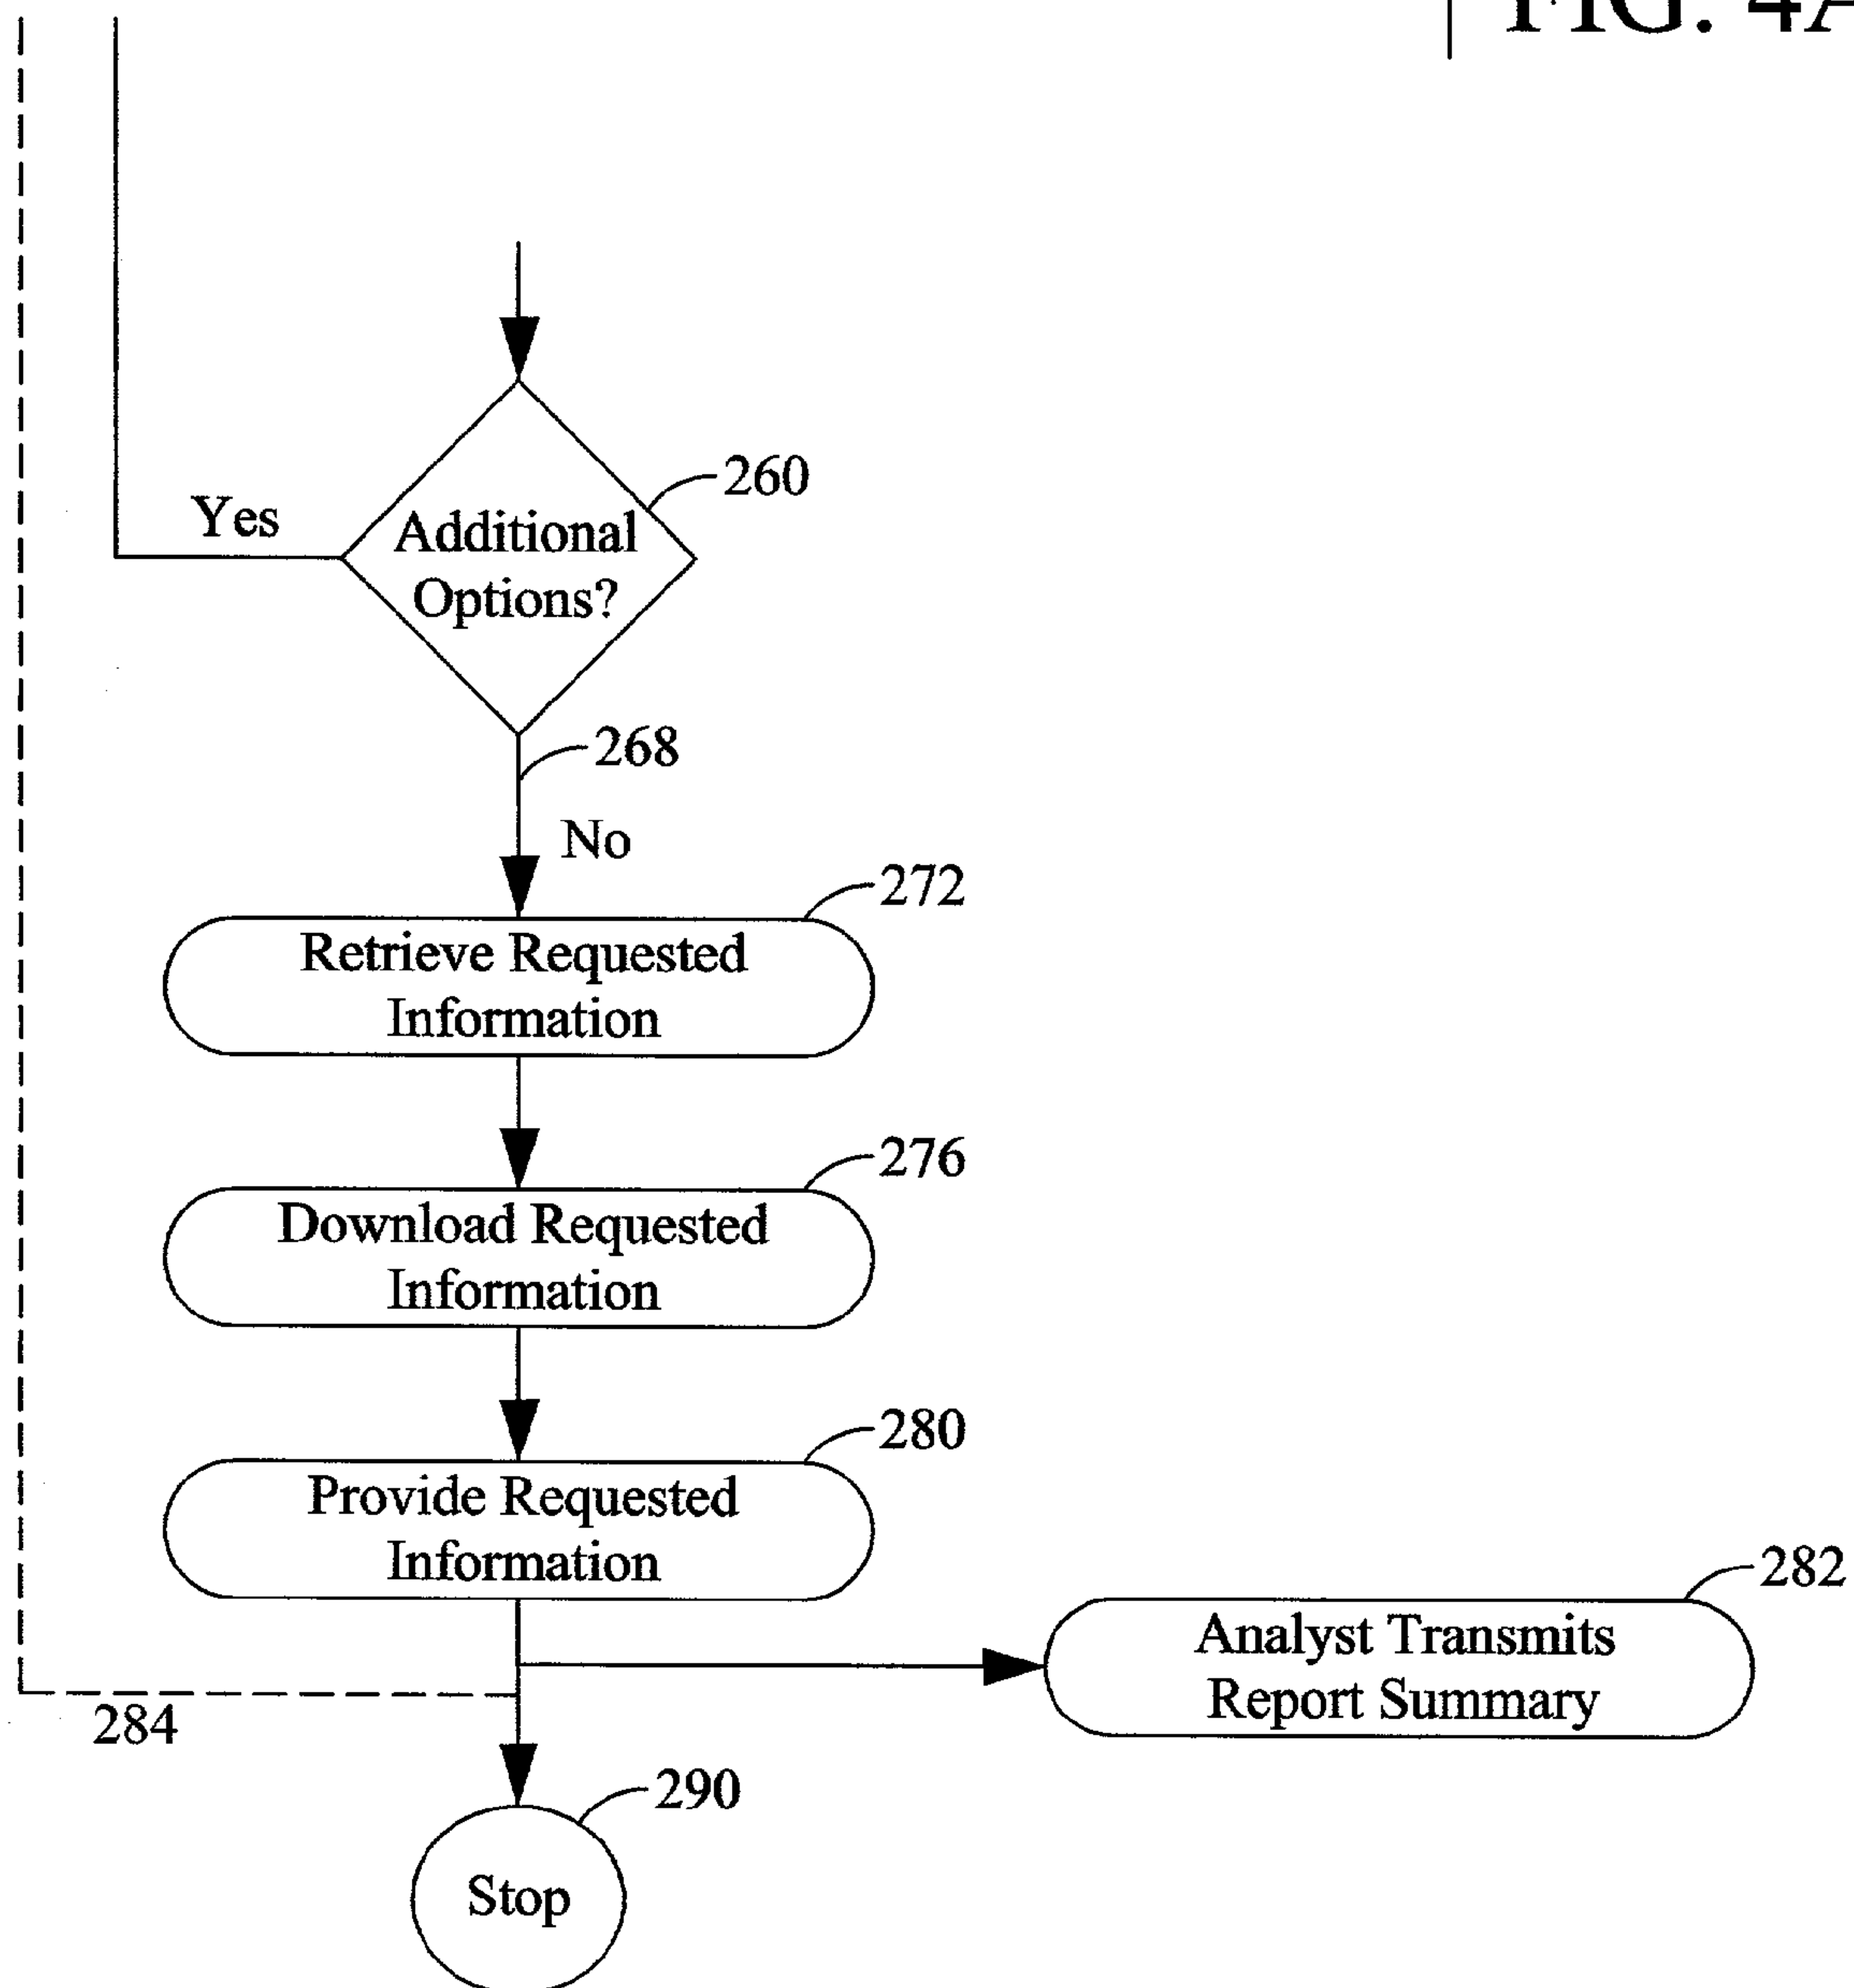 FIG. 4A
260
Yes
Additional
Options?
268
No
272
Retrieve Requested
Information
276
Download Requested
Information
280
Provide Requested
Information
282
Analyst Transmits
Report Summary
284
290
Stop